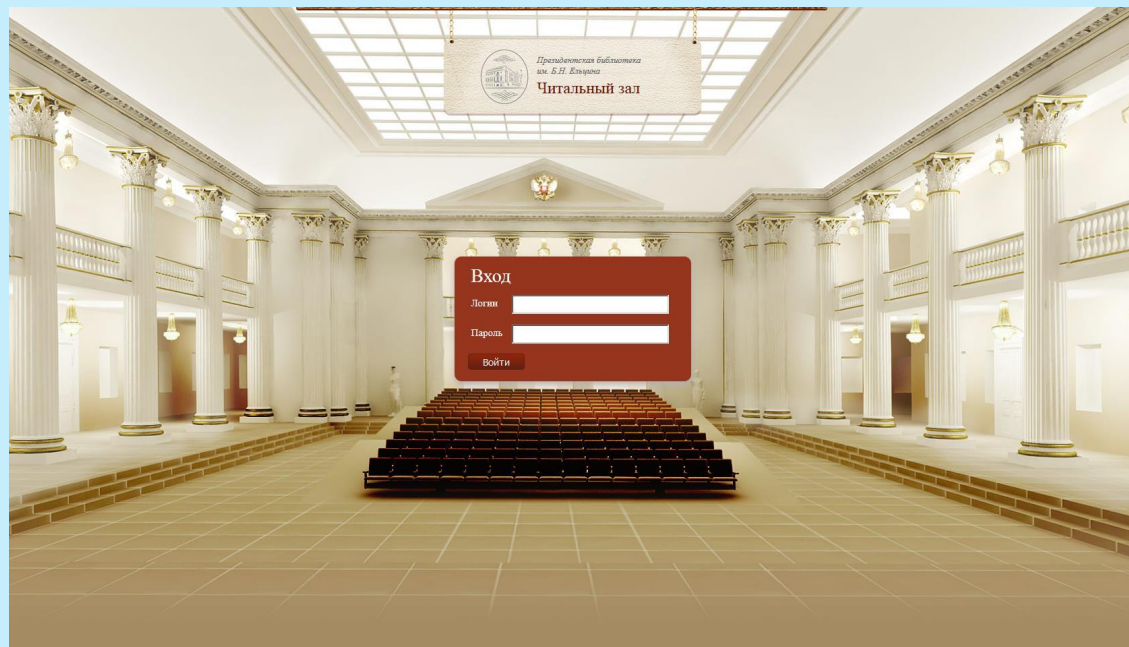 Президентская библиотека
им. Б.Н. Ельцина
Читальный зал
Вход
Логин
Пароль
Войти